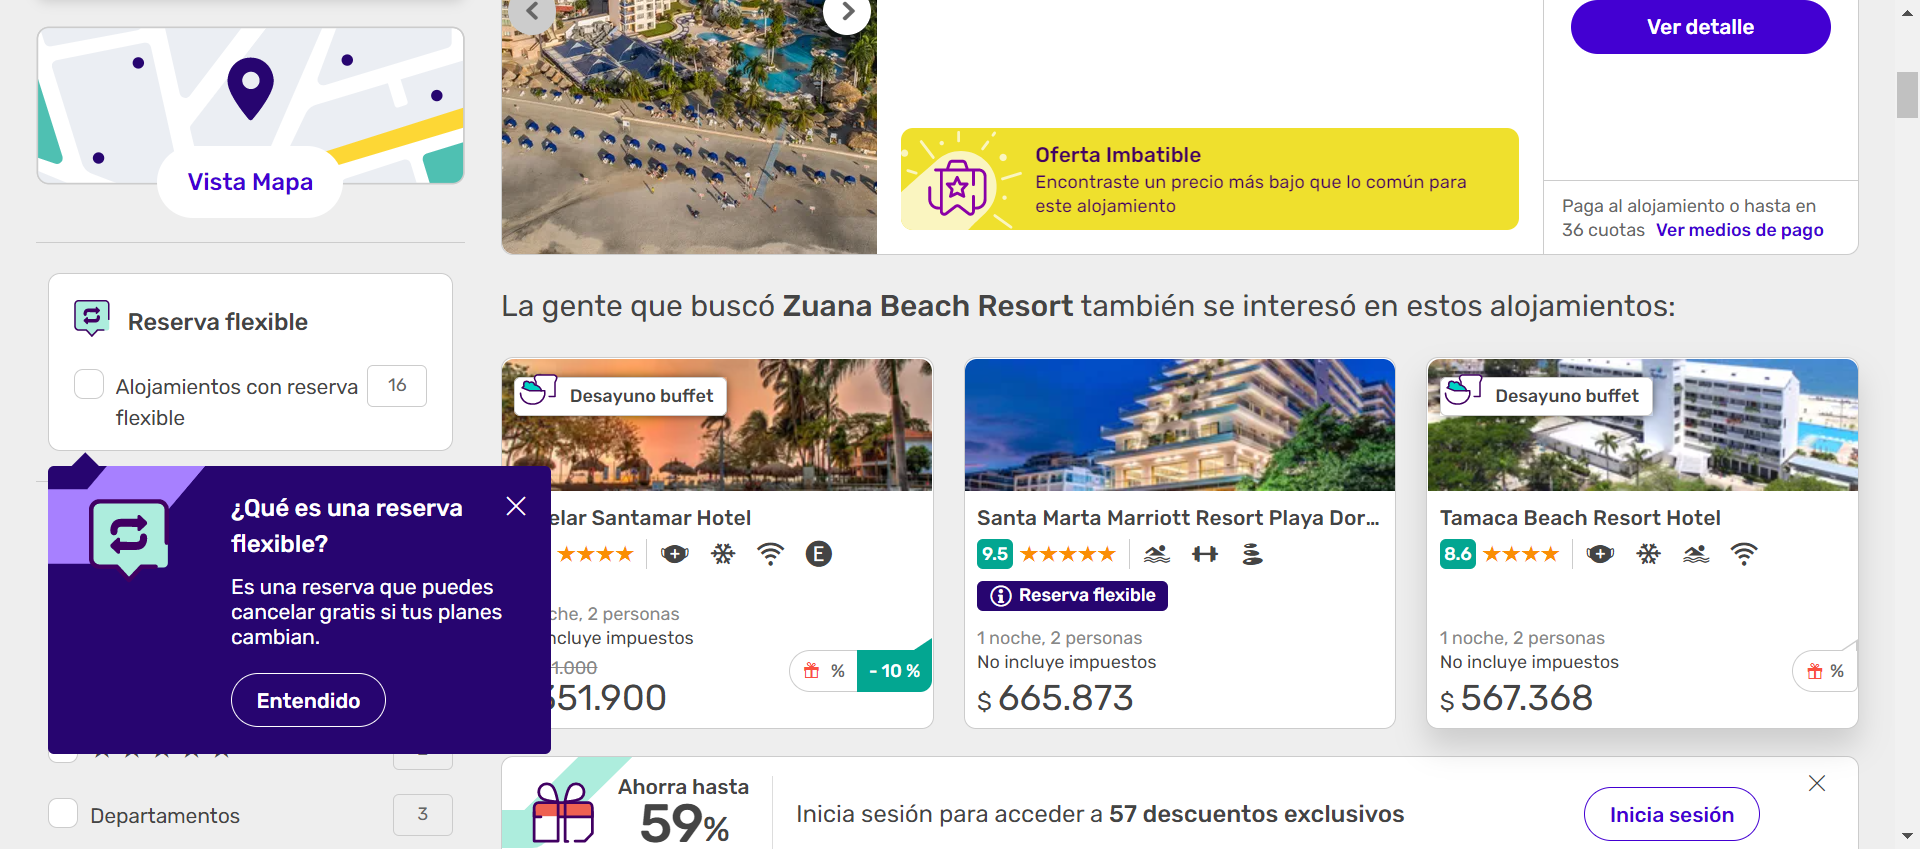 Ver detalle
Vista Mapa
Oferta Imbatible
Encontraste un precio más bajo que lo común para
este alojamiento
Paga al alojamiento o hasta en
36 cuotas Ver medios de pago
Reserva flexible
Alojamientos con reserva
flexible
16
¿Qué es una reserva
flexible?
Es una reserva que puedes
cancelar gratis si tus planes
cambian.
Entendido
Departamentos
3
La gente que buscó Zuana Beach Resort también se interesó en estos alojamientos:
Desayuno buffet
elar Santamar Hotel
E
che, 2 personas
ncluye impuestos
1.000
% - 10 %
51.900
Santa Marta Marriott Resort Playa Dor...
9.5
Reserva flexible
1 noche, 2 personas
No incluye impuestos
$ 665.873
Desayuno buffet
Tamaca Beach Resort Hotel
8.6
1 noche, 2 personas
No incluye impuestos
%
$ 567.368
Ahorra hasta
59%
Inicia sesión para acceder a 57 descuentos exclusivos
Inicia sesión